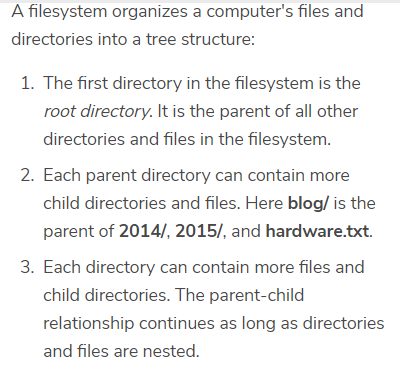 A filesystem organizes a computer's files and
directories into a tree structure:
1. The first directory in the filesystem is the
root directory. It is the parent of all other
directories and files in the filesystem.
2. Each parent directory can contain more
child directories and files. Here blog/ is the
parent of 2014/, 2015/, and hardware.txt.
3. Each directory can contain more files and
child directories. The parent-child
relationship continues as long as directories
and files are nested.